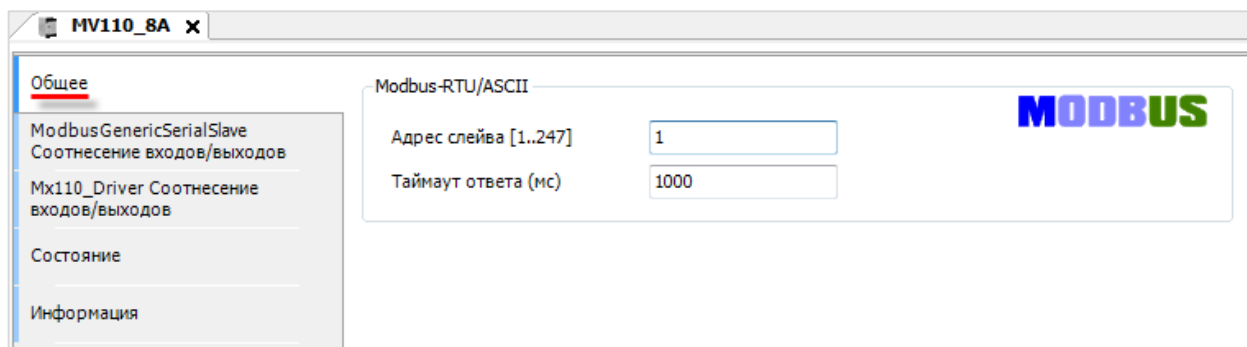 MV110_8A
Общее
ModbusGenericSerialSlave
Соотнесение входов/выходов
Mx110_Driver Соотнесение
входов/выходов
Состояние
Информация
Modbus-RTU/ASCII
MODBUS
Адрес слейва [1..247]
1
Таймаут ответа (мс)
1000